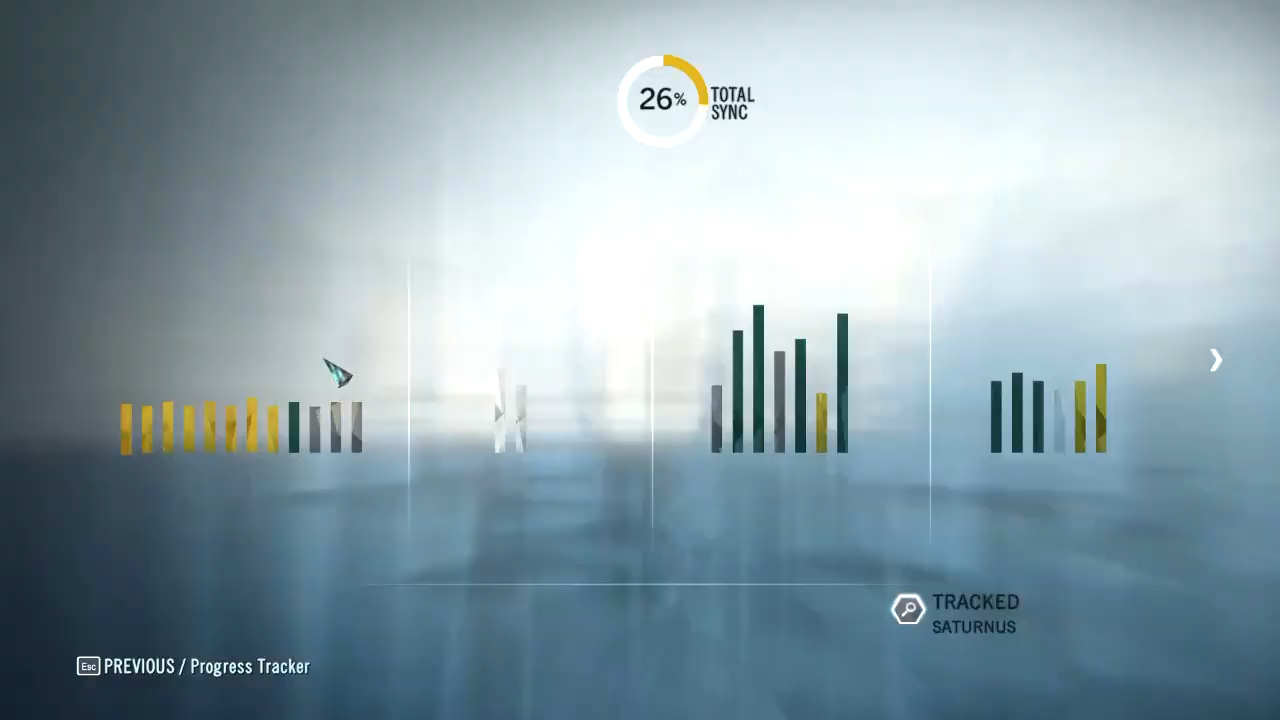 26%
TOTAL
SYNC
TRACKED
SATURNUS
Esc PREVIOUS / Progress Tracker